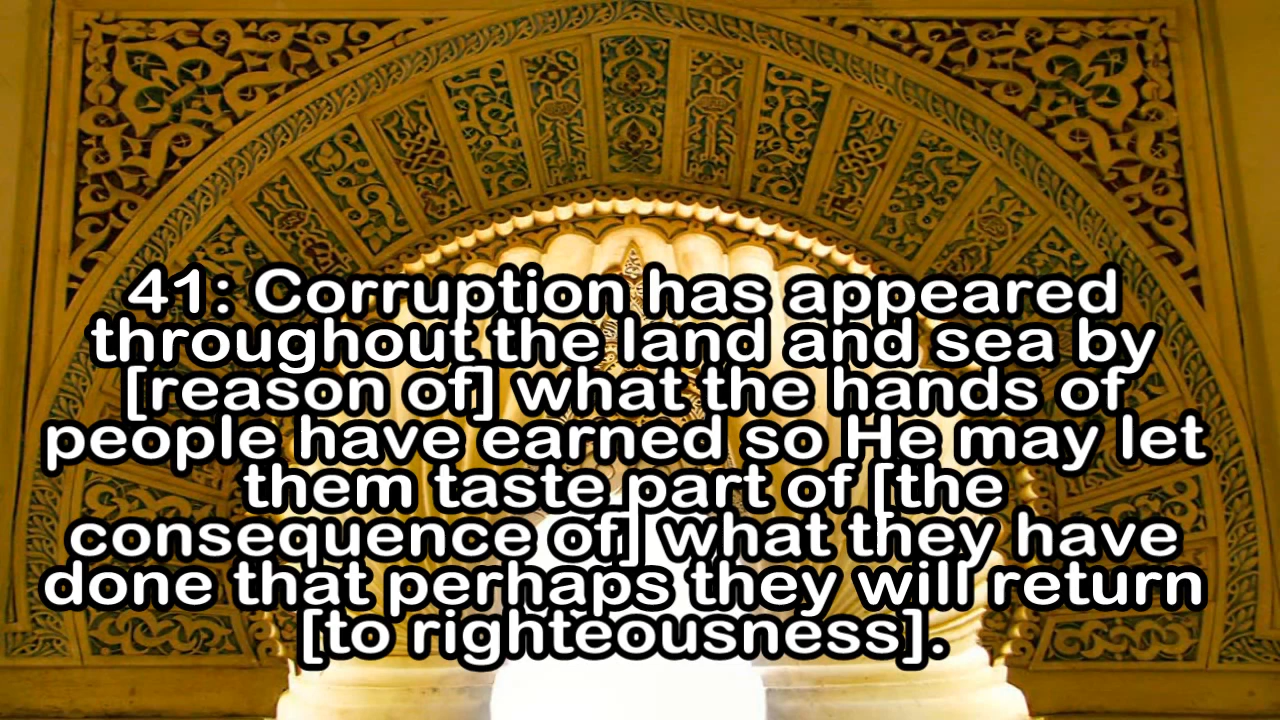 41: Corruption has appeared
throughout the land and sea by
[reason of] what the hands of
people have earned so He may let
them taste part of [the
consequence of] what they have
done that perhaps they will return
[to righteousness].